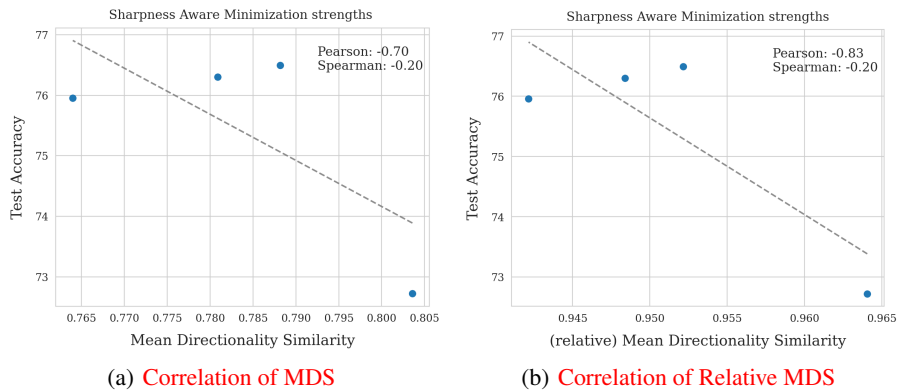 Sharpness Aware Minimization strengths
77
76
75
74
73
Test Accuracy
Pearson: -0.70
Spearman: -0.20
0.765 0.770 0.775 0.780 0.785 0.790 0.795 0.800 0.805
Mean Directionality Similarity
(a) Correlation of MDS
Sharpness Aware Minimization strengths
77
76
75
74
73
Test Accuracy
Pearson: -0.83
Spearman: -0.20
0.945 0.950 0.955 0.960 0.965
(relative) Mean Directionality Similarity
(b) Correlation of Relative MDS